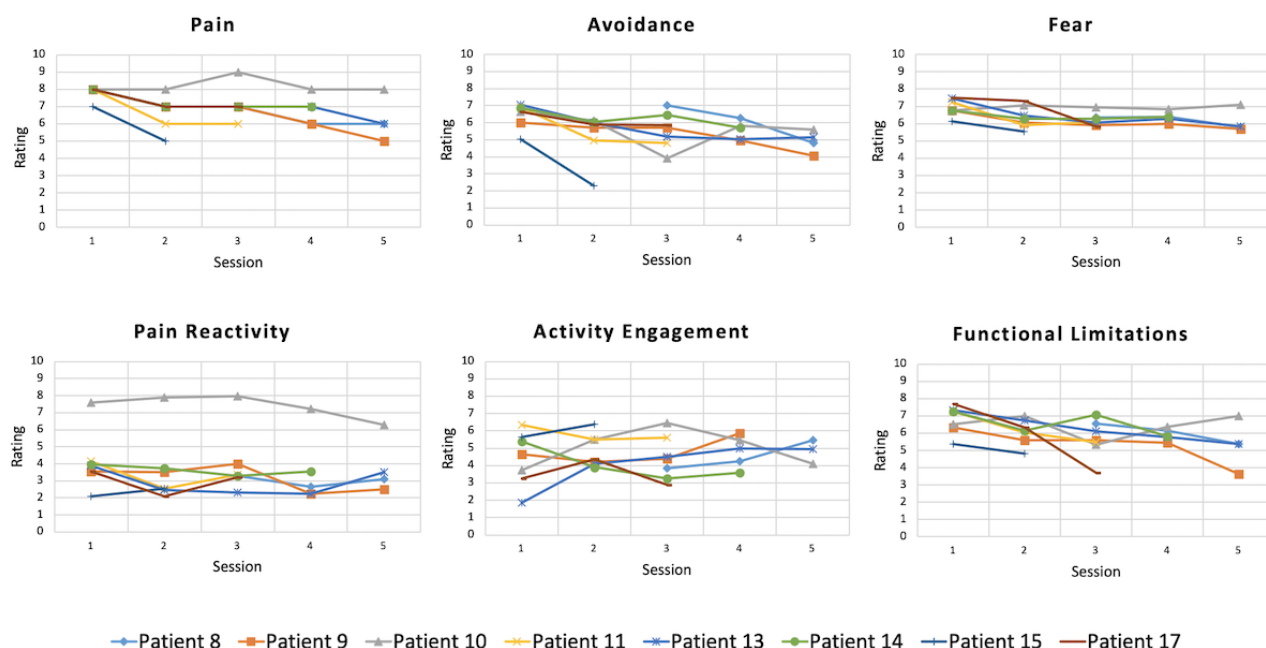 Pain
10
9
8
7
6
5
4
3
2
1
0
Rating
1 2 3 4 5
Session
Avoidance
10
9
8
7
6
5
4
3
2
1
0
Rating
1 2 3 4 5
Session
Fear
10
9
8
7
6
5
4
3
2
1
0
Rating
1 2 3 4 5
Session
Pain Reactivity
10
9
8
7
6
5
4
3
2
1
0
Rating
1 2 3 4 5
Session
Activity Engagement
10
9
8
7
6
5
4
3
2
1
0
Rating
1 2 3 4 5
Session
Functional Limitations
10
9
8
7
6
5
4
3
2
1
0
Rating
1 2 3 4 5
Session
Patient 8 Patient 9 Patient 10 Patient 11 Patient 13 Patient 14 Patient 15 Patient 17